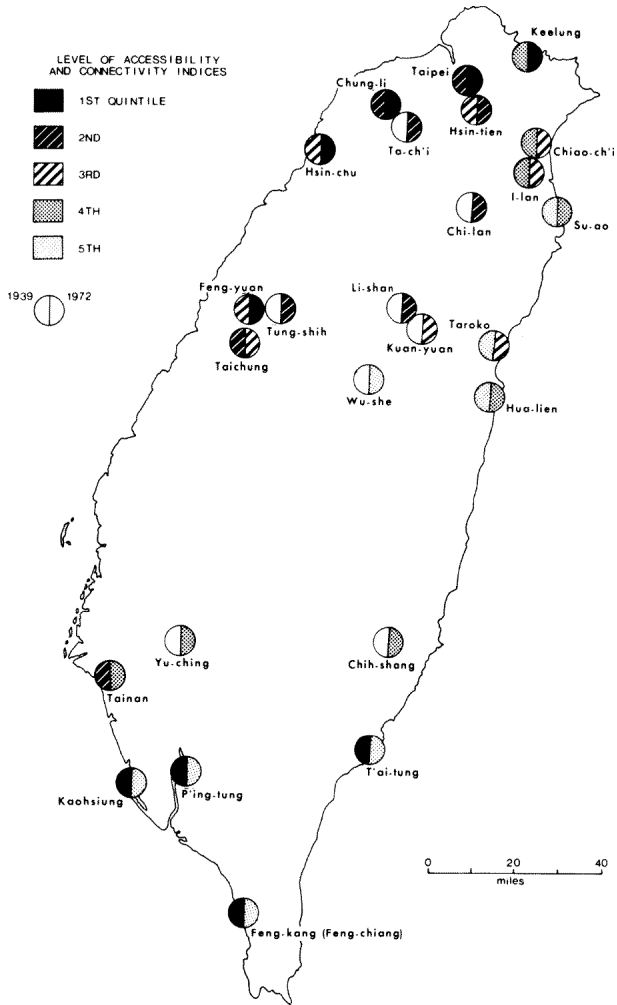 LEVEL OF ACCESSIBILITY
AND CONNECTIVITY INDICES
1ST QUINTILE
2ND
3RD
4TH
5TH
1939
1972
Keelung
Taipei
Chung-li
Hsin-tien
Ta-ch'i
Chiao-ch'i
Hsin-chu
I-lan
Chi-lan
Su-ao
Feng-yuan
Li-shan
Tung-shih
Taroko
Kuan-yuan
Taichung
Wu-she
Hua-lien
Yu-ching
Chih-shang
Tainan
T'ai-tung
P'ing-tung
Kaohsiung
0 20 40
miles
Feng-kang (Feng-chiang)